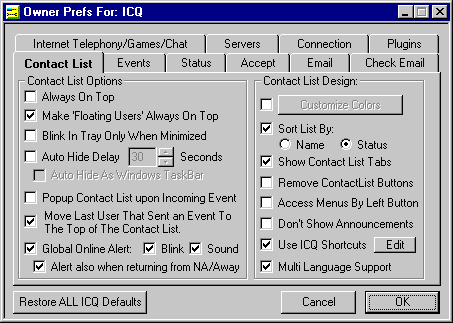 Owner Prefs For: ICQ
Internet Telephony/Games/Chat Servers Connection Plugins
Contact List Events Status Accept Email Check Email
Contact List Options
Always On Top
Make 'Floating Users' Always On Top
Blink In Tray Only When Minimized
Auto Hide Delay 30 Seconds
Auto Hide As Windows TaskBar
Popup Contact List upon Incoming Event
Move Last User That Sent an Event To
The Top of The Contact List.
Global Online Alert: Blink Sound
Alert also when returning from NA/Away
Contact List Design:
Customize Colors
Sort List By:
Name Status
Show Contact List Tabs
Remove ContactList Buttons
Access Menus By Left Button
Don't Show Announcements
Use ICQ Shortcuts Edit
Multi Language Support
Restore ALL ICQ Defaults Cancel OK